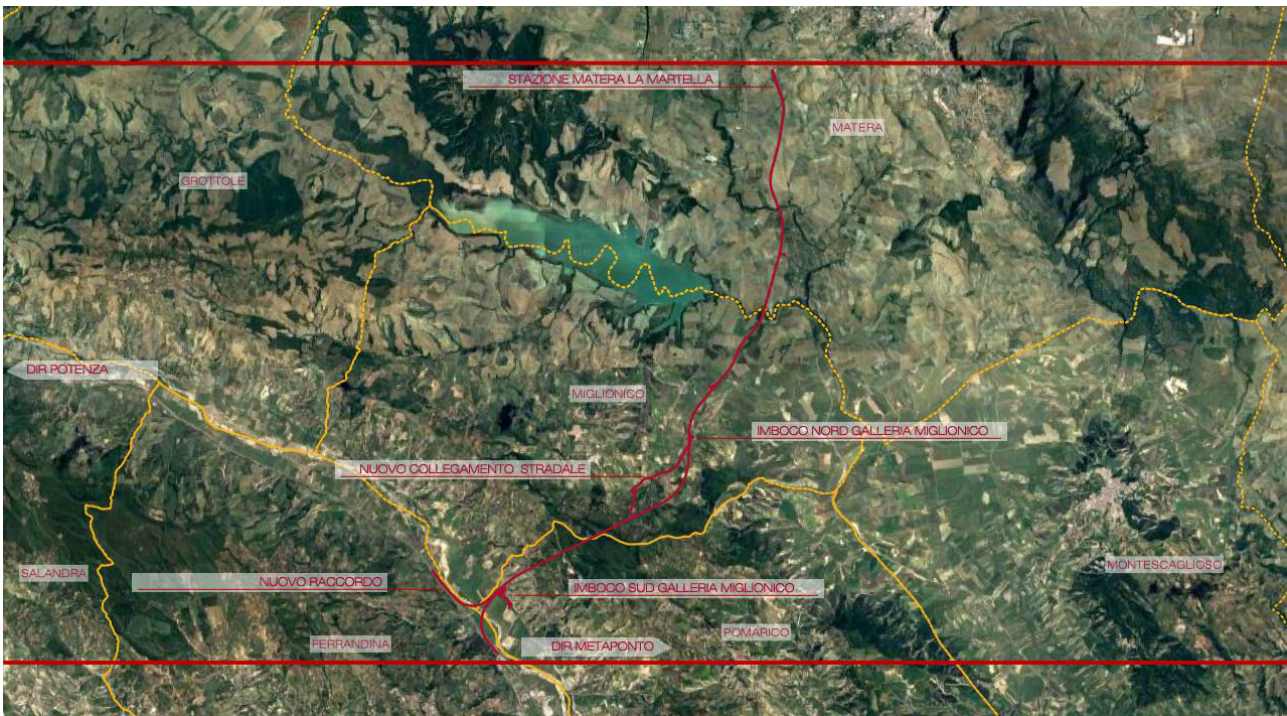 STAZIONE MATERA LA MARTELLA
MATERA
GROTTOLE
DIR POTENZA
MIGLIONICO
IMBOCO NORD GALLERIA MIGLIONICO
NUOVO COLLEGAMENTO STRADALE
MONTESCAGLIOSO
SALANDRA
NUOVO RACCORDO
IMBOCO SUD GALLERIA MIGLIONICO
POMARICO
FERRANDINA
DIR METAPONTO